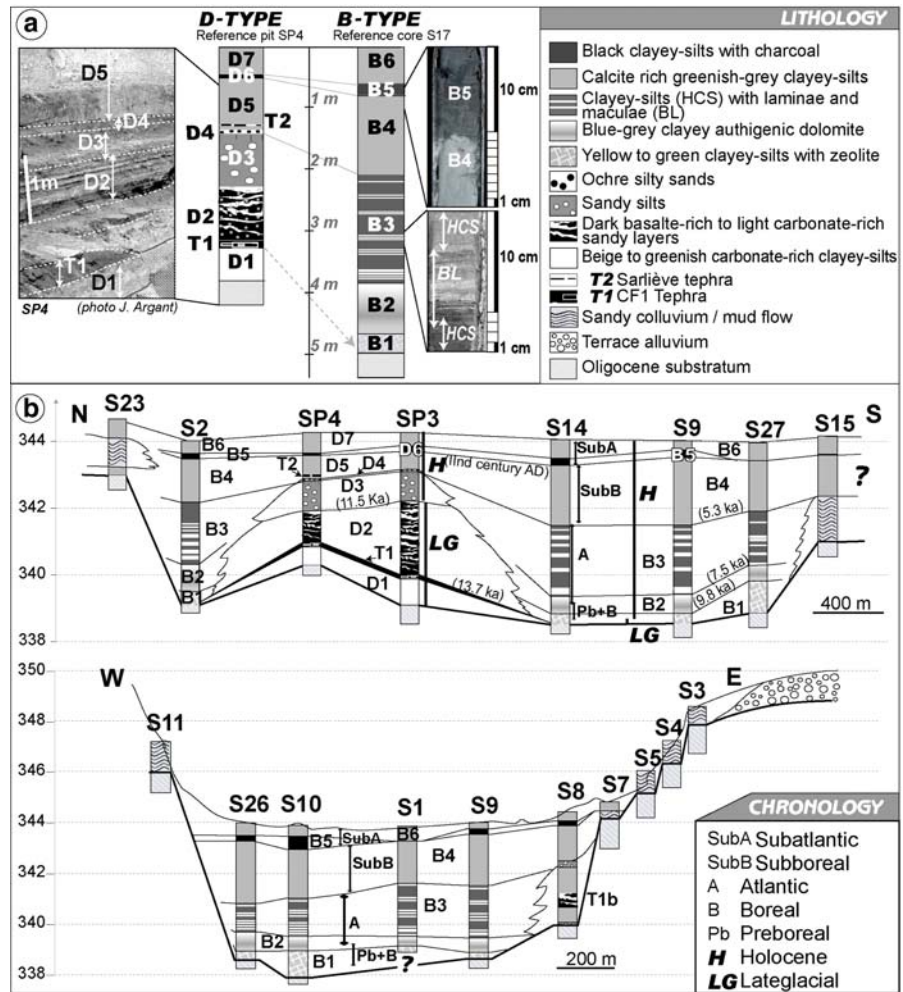 a
D-TYPE
Reference pit SP4
B-TYPE
Reference core S17
D5
D4
D3
D2
1m
T1
D1
SP4 (photo J. Argant)
D7
D6
D5
D4
T2
D3
D2
T1
D1
1 m
2 m
3 m
4 m
5 m
B6
B5
B4
B3
B2
B1
B5
B4
10 cm
1 cm
HCS
BL
HCS
10 cm
1 cm
LITHOLOGY
Black clayey-silts with charcoal
Calcite rich greenish-grey clayey-silts
Clayey-silts (HCS) with laminae and
maculae (BL)
Blue-grey clayey authigenic dolomite
Yellow to green clayey-silts with zeolite
Ochre silty sands
Sandy silts
Dark basalte-rich to light carbonate-rich
sandy layers
Beige to greenish carbonate-rich clayey-silts
T2 Sarliève tephra
T1 CF1 Tephra
Sandy colluvium / mud flow
Terrace alluvium
Oligocene substratum
b
N
S
S23
S2
SP4
SP3
S14
S9
S27
S15
344
342
340
338
B6
B5
B4
B3
B2
B1
D7
T2
D5
D4
D3
(11.5 Ka)
D2
T1
D1
D6
H
(IInd century AD)
LG
(13.7 ka)
SubA
SubB
A
Pb+B
H
LG
B5
B6
B4
(5.3 ka)
B3
(7.5 ka)
B2
(9.8 ka)
B1
?
400 m
W
E
350
348
346
344
342
340
338
S11
S26
S10
S1
S9
S8
S7
S5
S4
S3
B5
SubA
B6
SubB
B4
A
B3
B2
B1
Pb+B
?
T1b
200 m
CHRONOLOGY
SubA Subatlantic
SubB Subboreal
A Atlantic
B Boreal
Pb Preboreal
H Holocene
LG Lateglacial